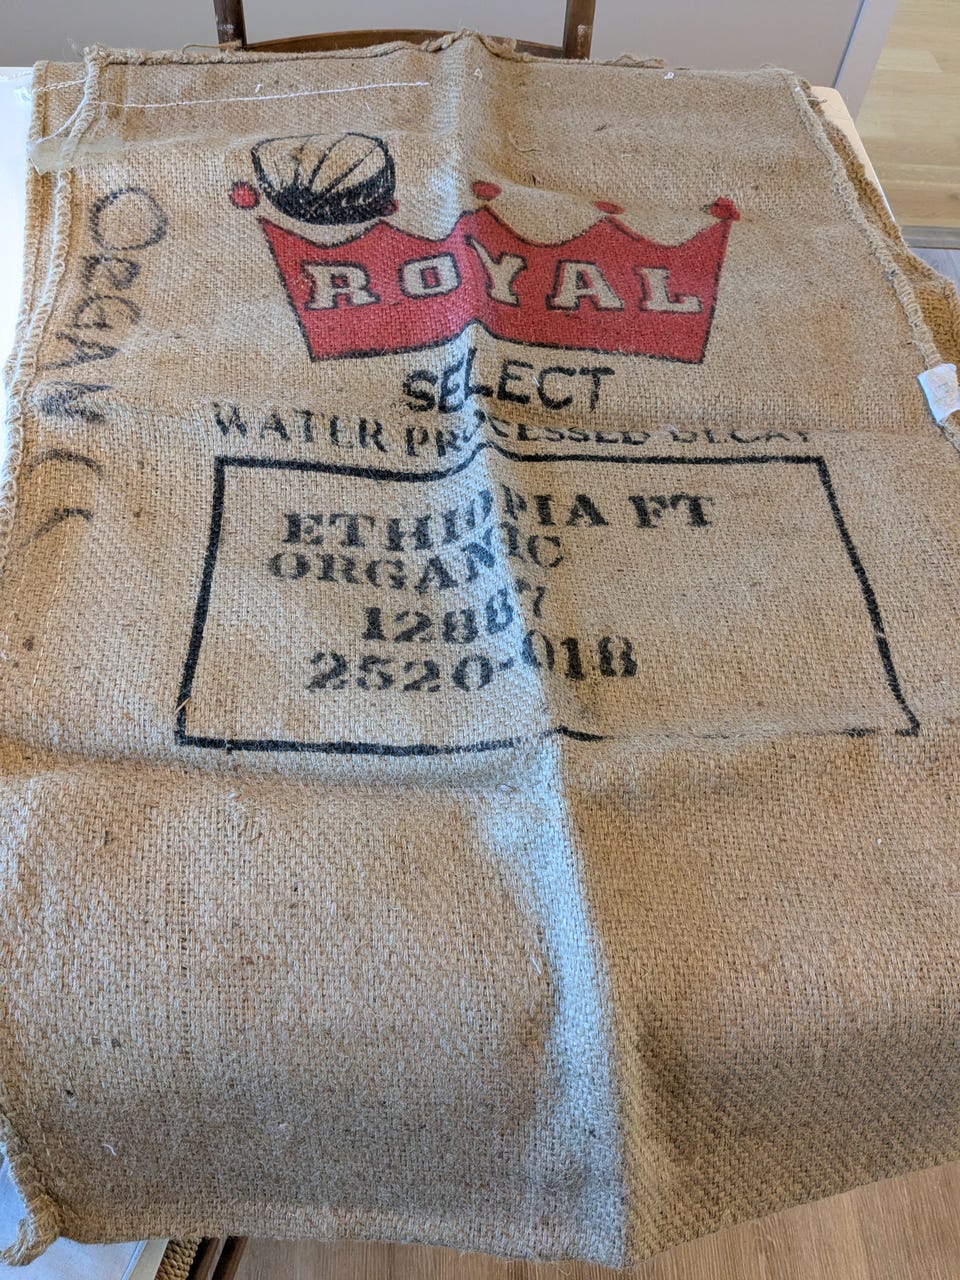 ROYAL
SELECT
WATER PROCESSED DECAF
ETHIOPIA FT
ORGANIC
12887
2520-018
ORGANIC